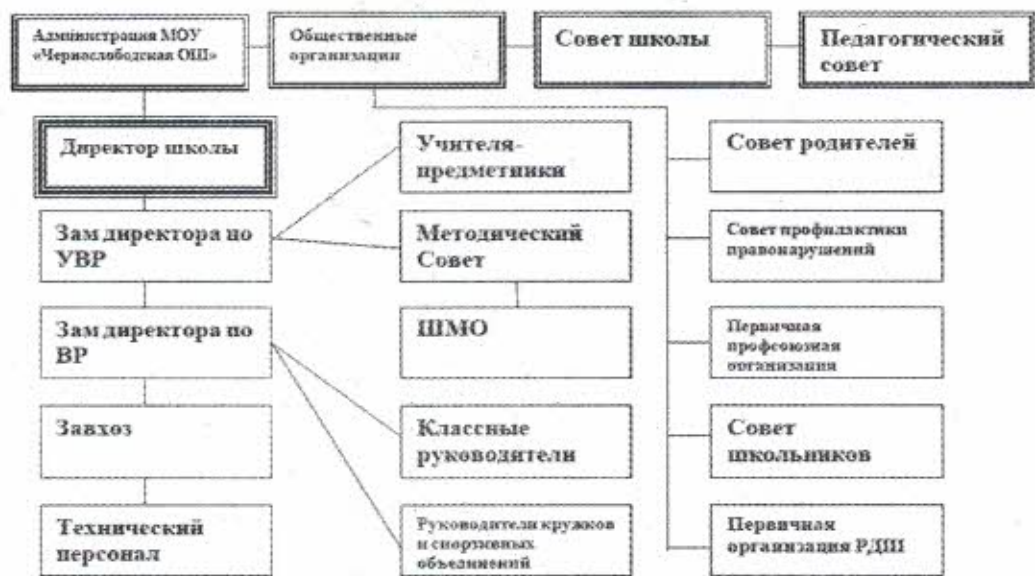 Администрация МОУ
«Чернослободская ОШ»
Общественные
организации
Совет школы
Педагогический
совет
Директор школы
Учителя-
предметники
Совет родителей
Зам директора по
УВР
Методический
Совет
Совет профилактики
правонарушений
Зам директора по
ВР
ШМО
Первичная
профсоюзная
организация
Завхоз
Классные
руководители
Совет
школьников
Технический
персонал
Руководители кружков
и спортивных
объединений
Первичная
организация РДШ